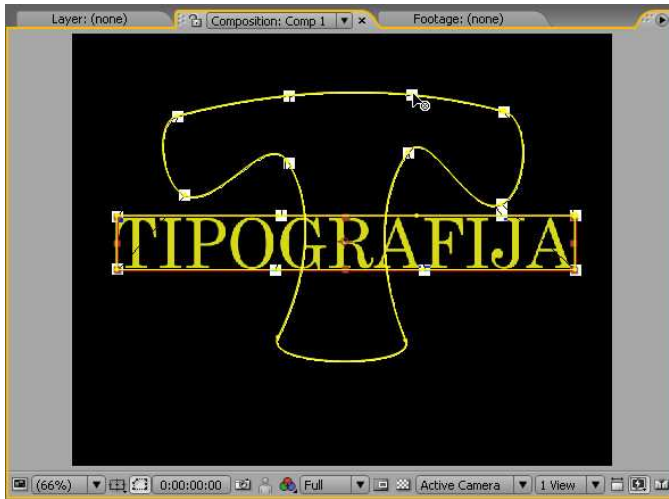 Layer: (none) Composition: Comp 1 Footage: (none)
TIPOGRAFIJA
(66%) 0:00:00:00 Full Active Camera 1 View